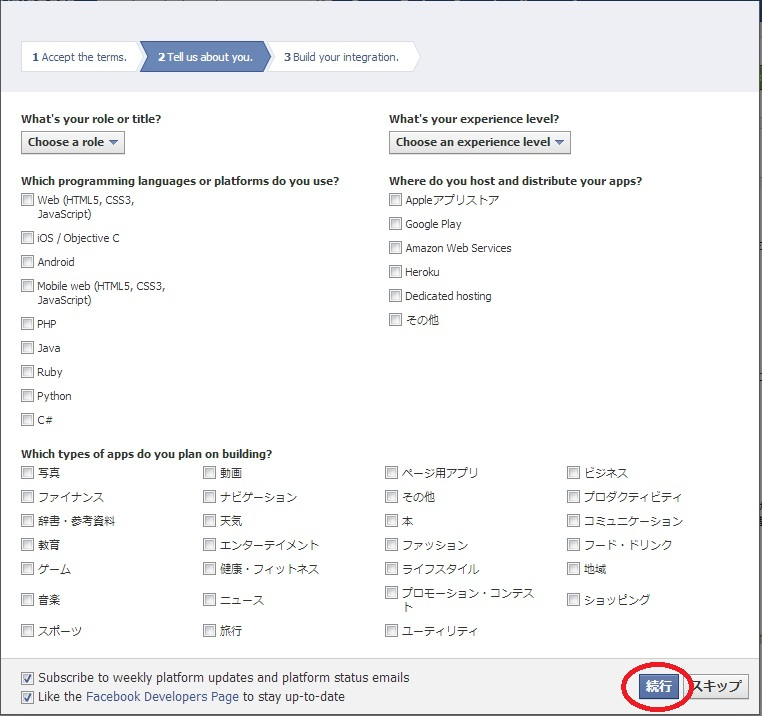 1 Accept the terms.
2 Tell us about you.
3 Build your integration.
What's your role or title?
Choose a role
What's your experience level?
Choose an experience level
Which programming languages or platforms do you use?
Web (HTML5, CSS3,
JavaScript)
iOS / Objective C
Android
Mobile web (HTML5, CSS3,
JavaScript)
PHP
Java
Ruby
Python
C#
Where do you host and distribute your apps?
Appleアプリストア
Google Play
Amazon Web Services
Heroku
Dedicated hosting
その他
Which types of apps do you plan on building?
写真
動画
ページ用アプリ
ビジネス
ファイナンス
ナビゲーション
その他
プロダクティビティ
辞書・参考資料
天気
本
コミュニケーション
教育
エンターテイメント
ファッション
フード・ドリンク
ゲーム
健康・フィットネス
ライフスタイル
地域
音楽
ニュース
プロモーション・コンテス
ト
ショッピング
スポーツ
旅行
ユーティリティ
Subscribe to weekly platform updates and platform status emails
Like the Facebook Developers Page to stay up-to-date
続行
スキップ